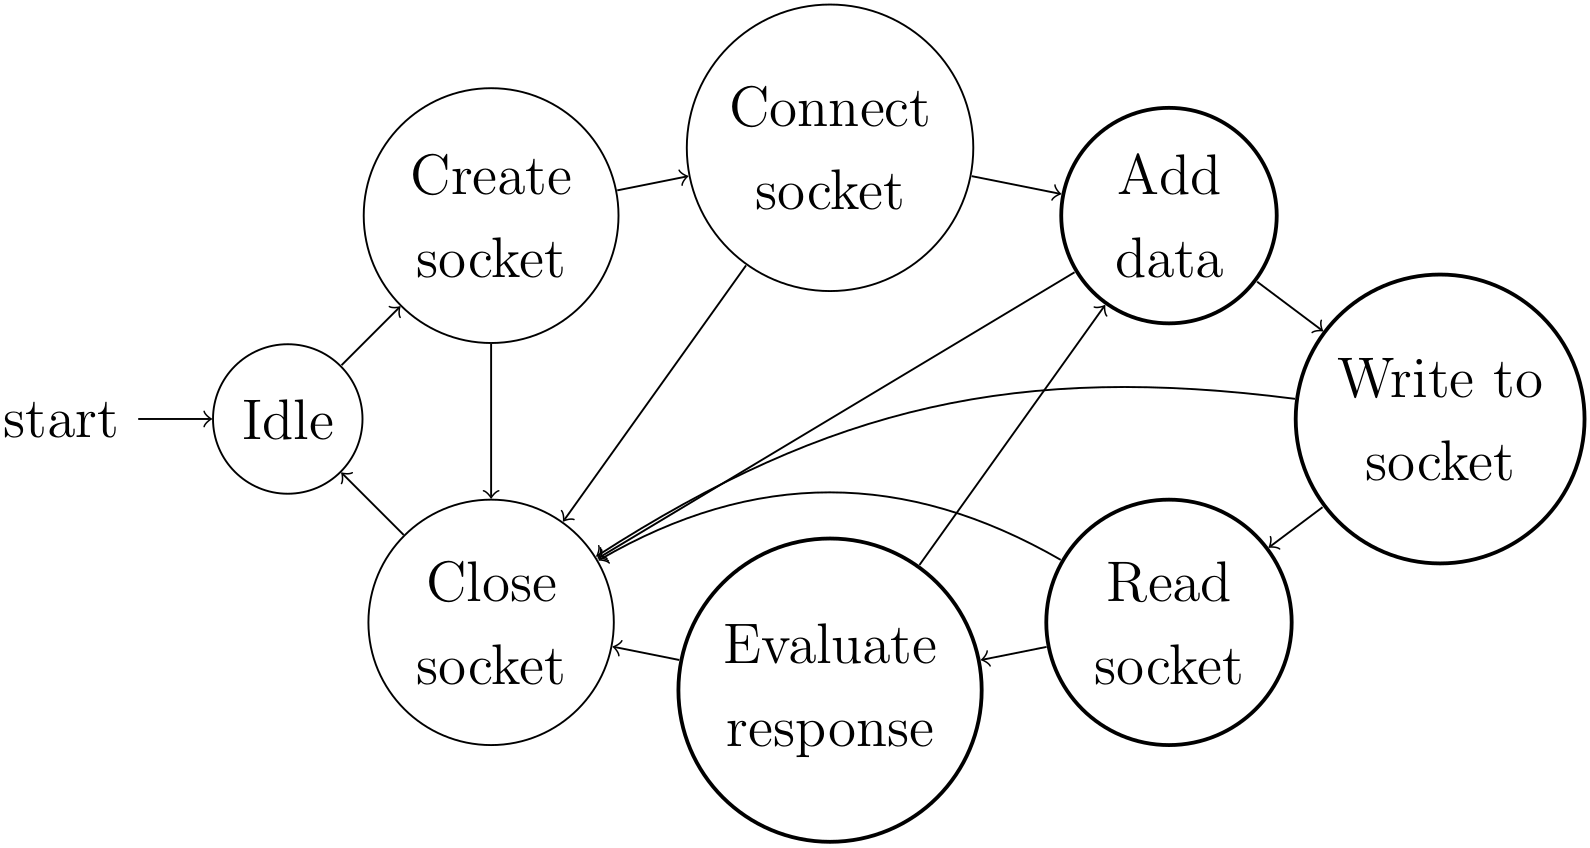 start
Idle
Create
socket
Connect
socket
Add
data
Write to
socket
Read
socket
Evaluate
response
Close
socket